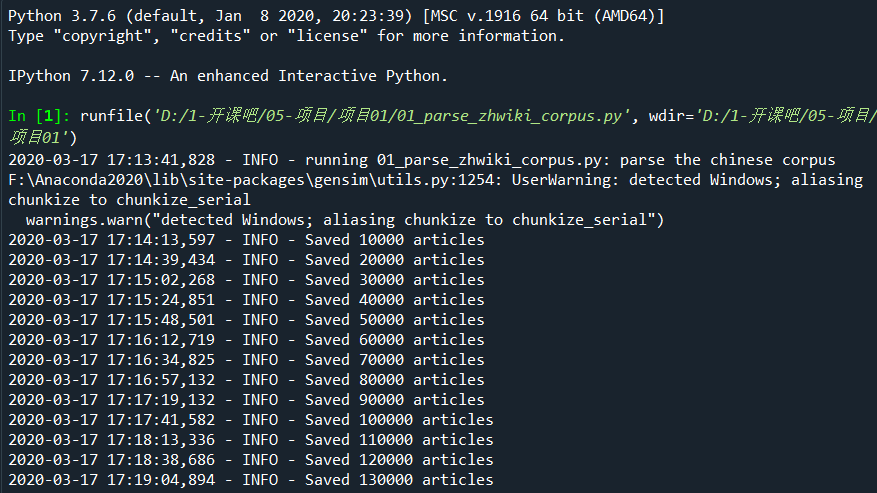 Python 3.7.6 (default, Jan  8 2020, 20:23:39) [MSC v.1916 64 bit (AMD64)]
Type "copyright", "credits" or "license" for more information.
IPython 7.12.0 -- An enhanced Interactive Python.
In [1]: runfile('D:/1-开课吧/05-项目/项目01/01_parse_zhwiki_corpus.py', wdir='D:/1-开课吧/05-项目/
项目01')
2020-03-17 17:13:41,828 - INFO - running 01_parse_zhwiki_corpus.py: parse the chinese corpus
F:\Anaconda2020\lib\site-packages\gensim\utils.py:1254: UserWarning: detected Windows; aliasing
chunkize to chunkize_serial
  warnings.warn("detected Windows; aliasing chunkize to chunkize_serial")
2020-03-17 17:14:13,597 - INFO - Saved 10000 articles
2020-03-17 17:14:39,434 - INFO - Saved 20000 articles
2020-03-17 17:15:02,268 - INFO - Saved 30000 articles
2020-03-17 17:15:24,851 - INFO - Saved 40000 articles
2020-03-17 17:15:48,501 - INFO - Saved 50000 articles
2020-03-17 17:16:12,719 - INFO - Saved 60000 articles
2020-03-17 17:16:34,825 - INFO - Saved 70000 articles
2020-03-17 17:16:57,132 - INFO - Saved 80000 articles
2020-03-17 17:17:19,132 - INFO - Saved 90000 articles
2020-03-17 17:17:41,582 - INFO - Saved 100000 articles
2020-03-17 17:18:13,336 - INFO - Saved 110000 articles
2020-03-17 17:18:38,686 - INFO - Saved 120000 articles
2020-03-17 17:19:04,894 - INFO - Saved 130000 articles